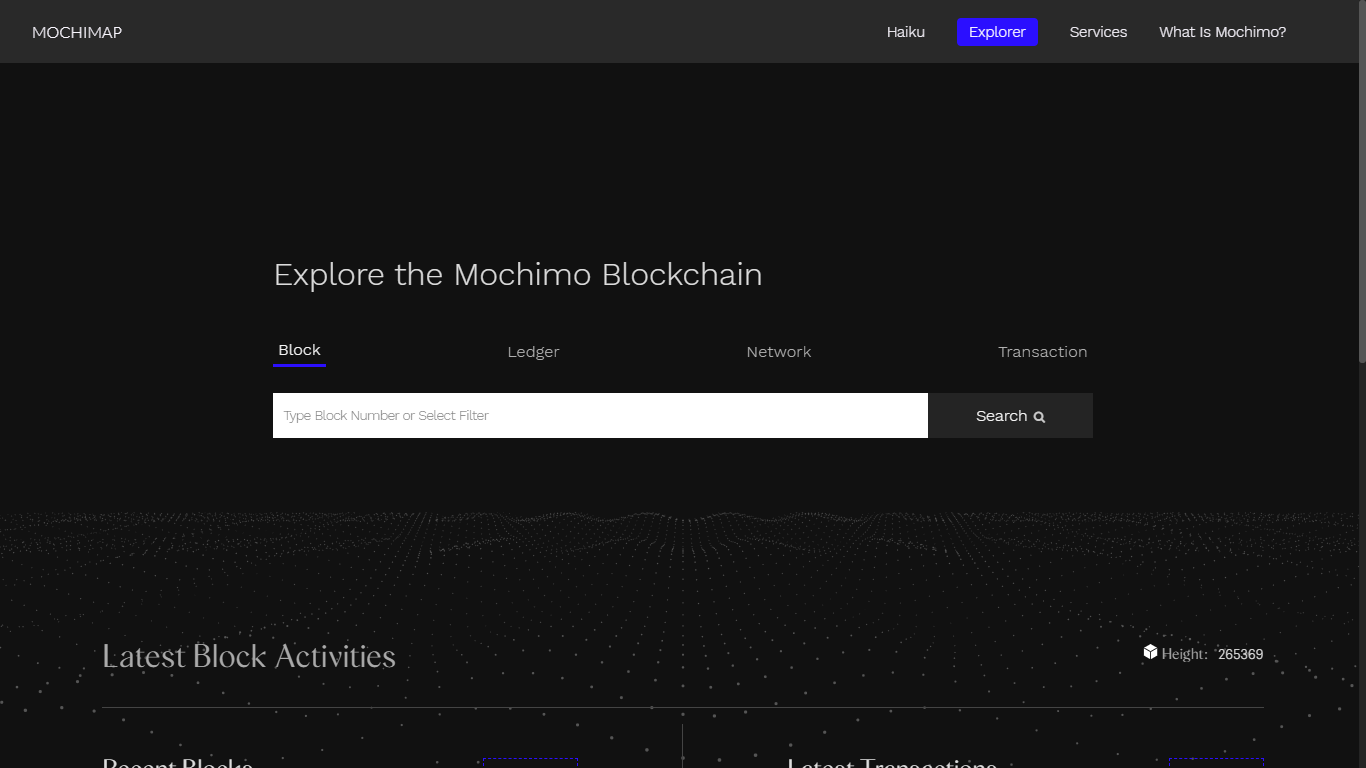 MOCHIMAP
Haiku
Explorer
Services
What Is Mochimo?
Explore the Mochimo Blockchain
Block
Ledger
Network
Transaction
Type Block Number or Select Filter
Search
Latest Block Activities
Height: 265369
Recent Blocks
Latest Transactions